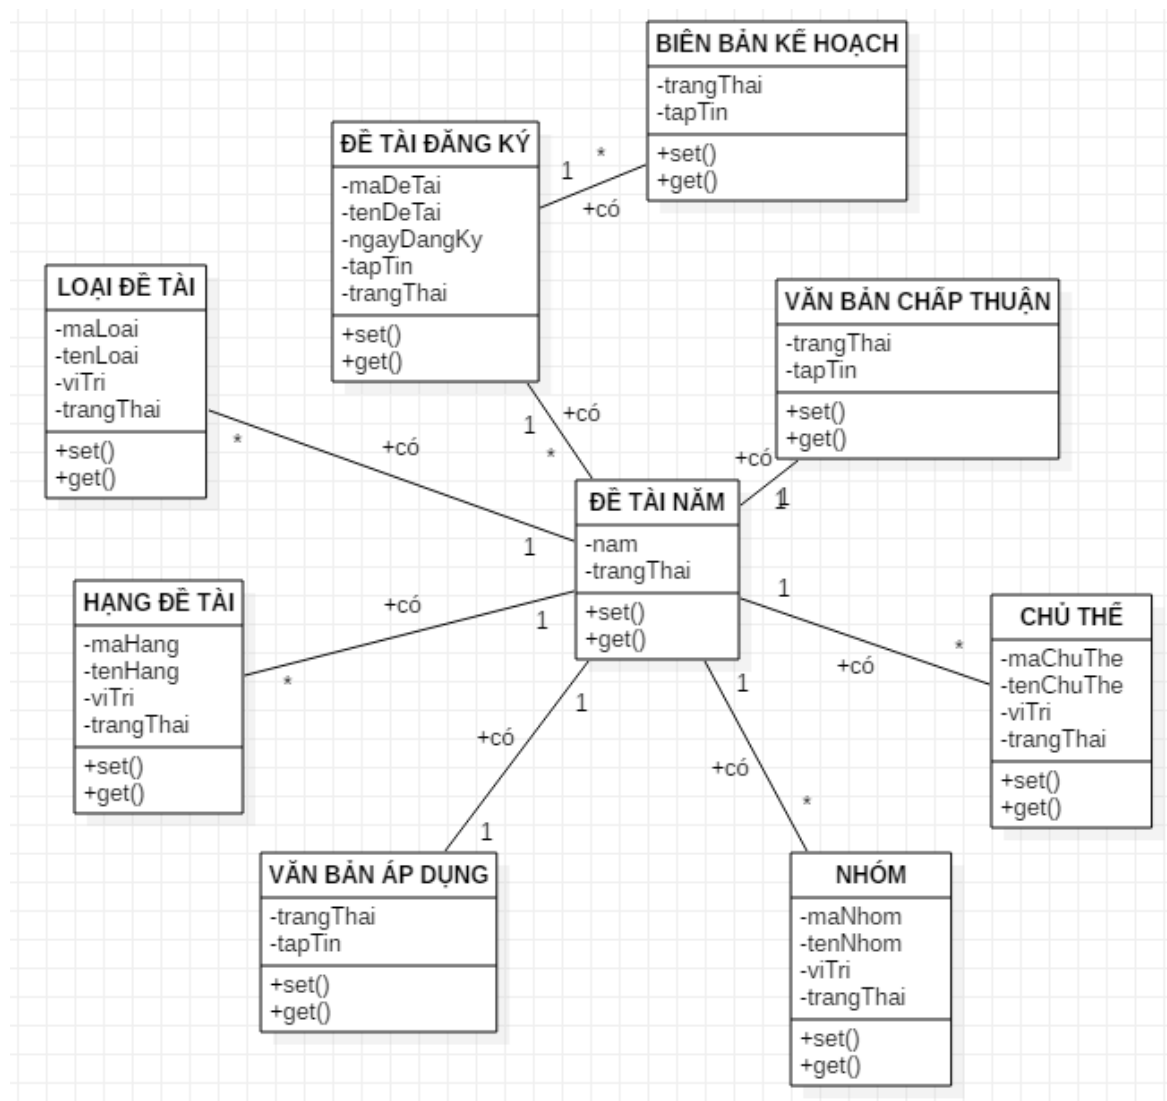 BIÊN BẢN KẾ HOẠCH
-trangThai
-tapTin
+set()
+get()
ĐỀ TÀI ĐĂNG KÝ
-maDeTai
-tenDeTai
-ngayDangKy
-tapTin
-trangThai
+set()
+get()
1
*
+có
LOẠI ĐỀ TÀI
-maLoai
-tenLoai
-viTri
-trangThai
+set()
+get()
VĂN BẢN CHẤP THUẬN
-trangThai
-tapTin
+set()
+get()
+có
1
*
*
+có
1
+có
1
1
ĐỀ TÀI NĂM
-nam
-trangThai
+set()
+get()
HẠNG ĐỀ TÀI
-maHang
-tenHang
-viTri
-trangThai
+set()
+get()
+có
1
*
1
*
+có
CHỦ THỂ
-maChuThe
-tenChuThe
-viTri
-trangThai
+set()
+get()
1
+có
1
1
+có
*
VĂN BẢN ÁP DỤNG
-trangThai
-tapTin
+set()
+get()
NHÓM
-maNhom
-tenNhom
-viTri
-trangThai
+set()
+get()